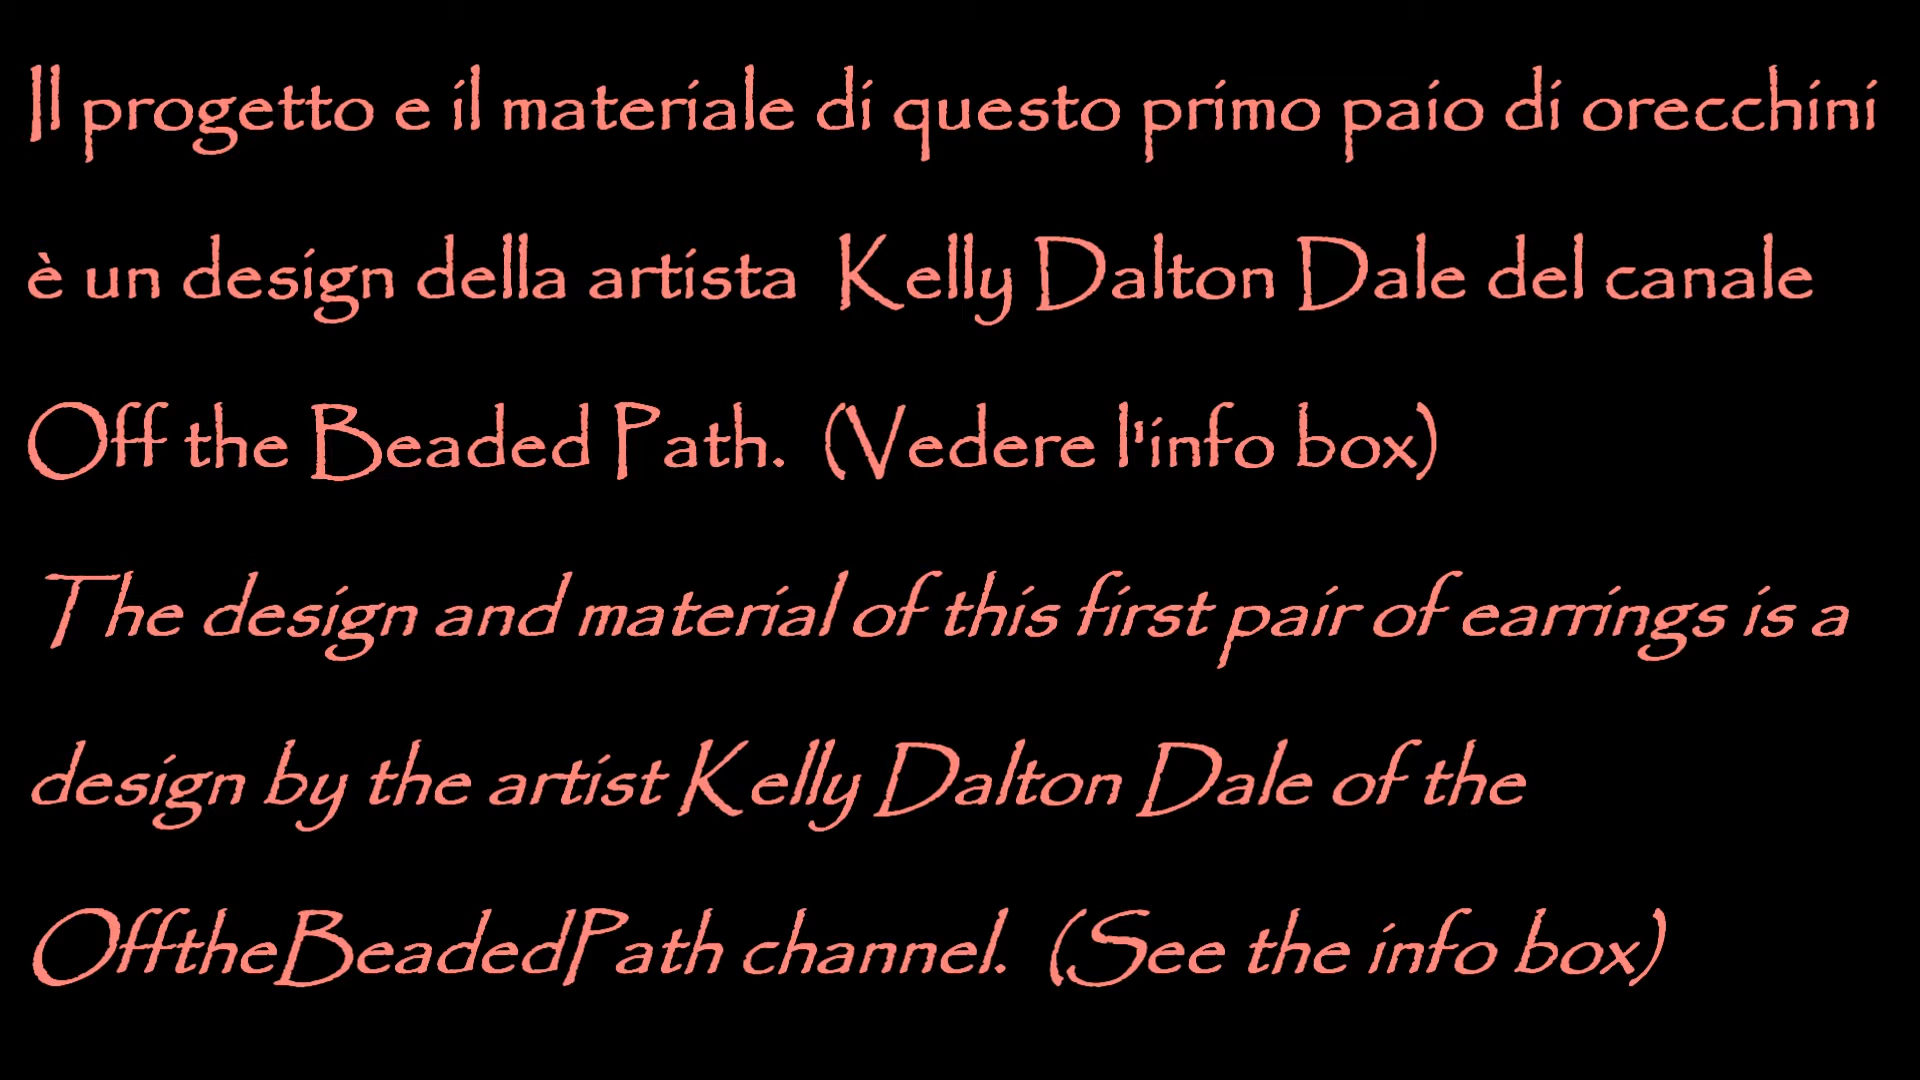 Il progetto e il materiale di questo primo paio di orecchini
è un design della artista Kelly Dalton Dale del canale
Off the Beaded Path. (Vedere l'info box)
The design and material of this first pair of earrings is a
design by the artist Kelly Dalton Dale of the
OfftheBeadedPath channel. (See the info box)